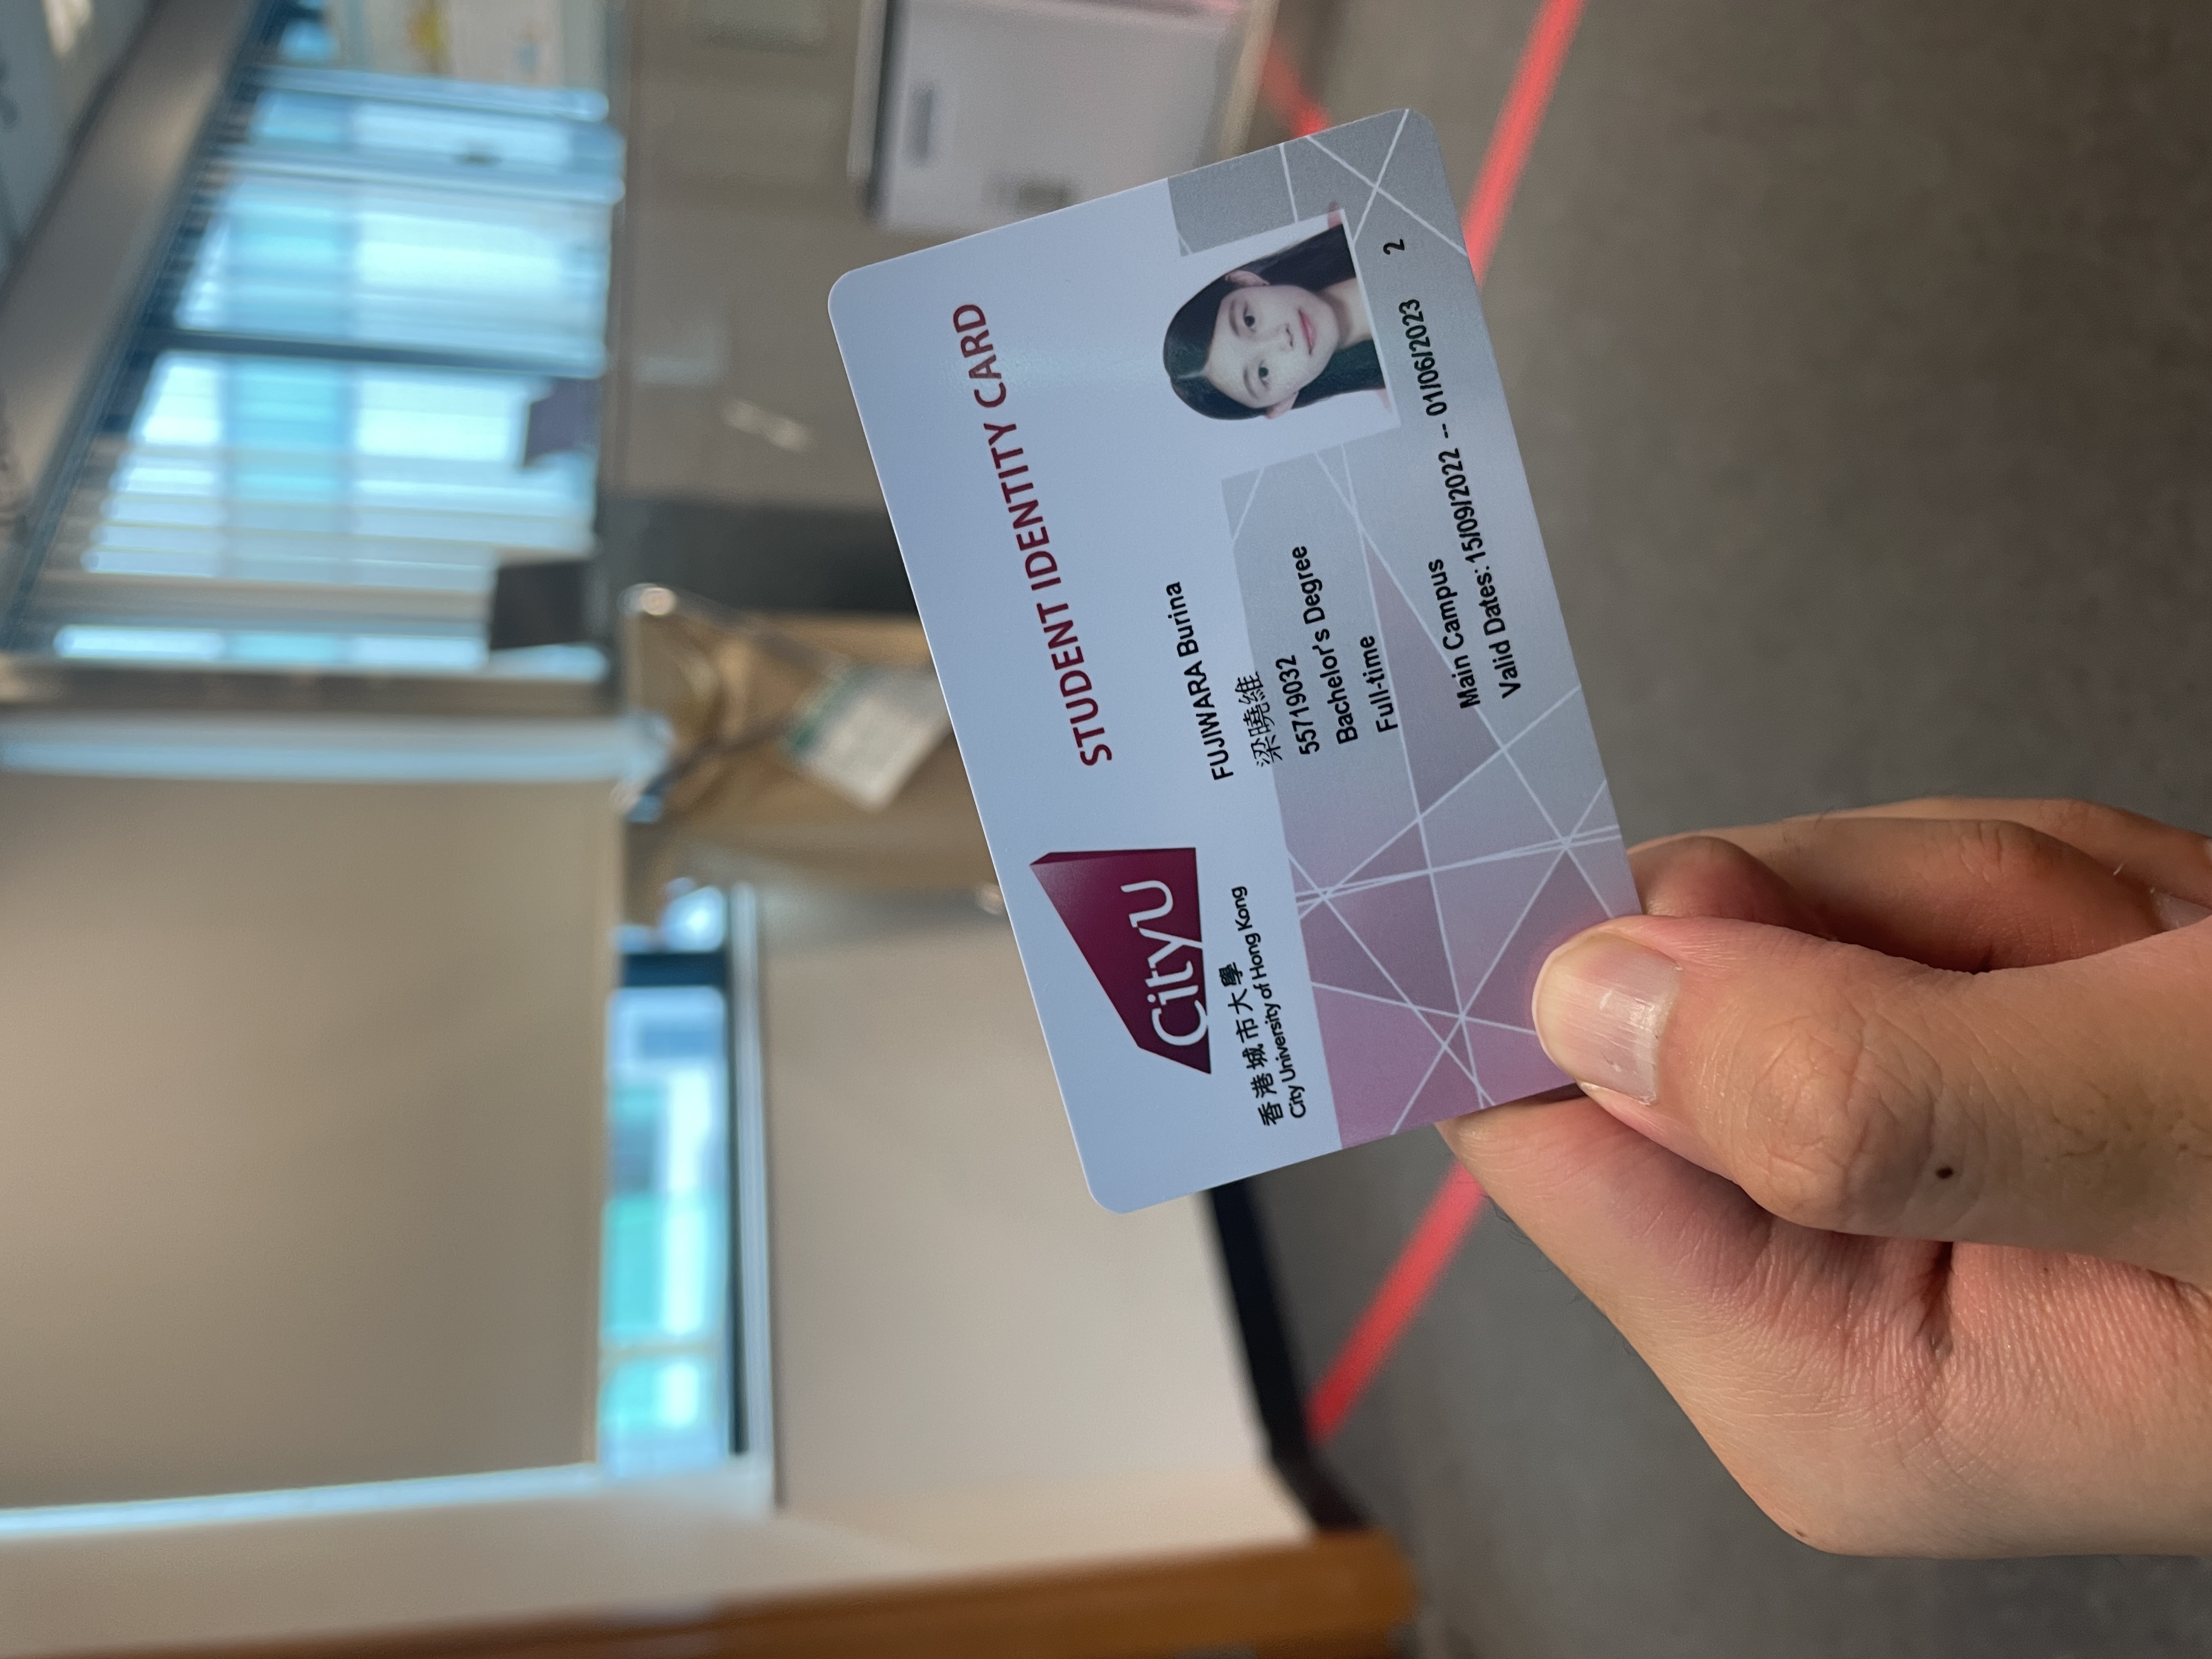 CityU
香港城市大學
City University of Hong Kong
STUDENT IDENTITY CARD
FUJIWARA Burina
梁曉維
55719032
Bachelor's Degree
Full-time
Main Campus
Valid Dates: 15/09/2022 -- 01/06/2023 2